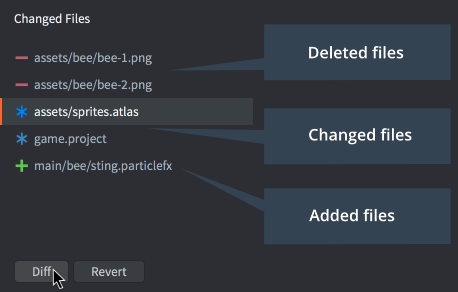 Changed Files
assets/bee/bee-1.png
assets/bee/bee-2.png
assets/sprites.atlas
game.project
main/bee/sting.particlefx
Deleted files
Changed files
Added files
Diff
Revert